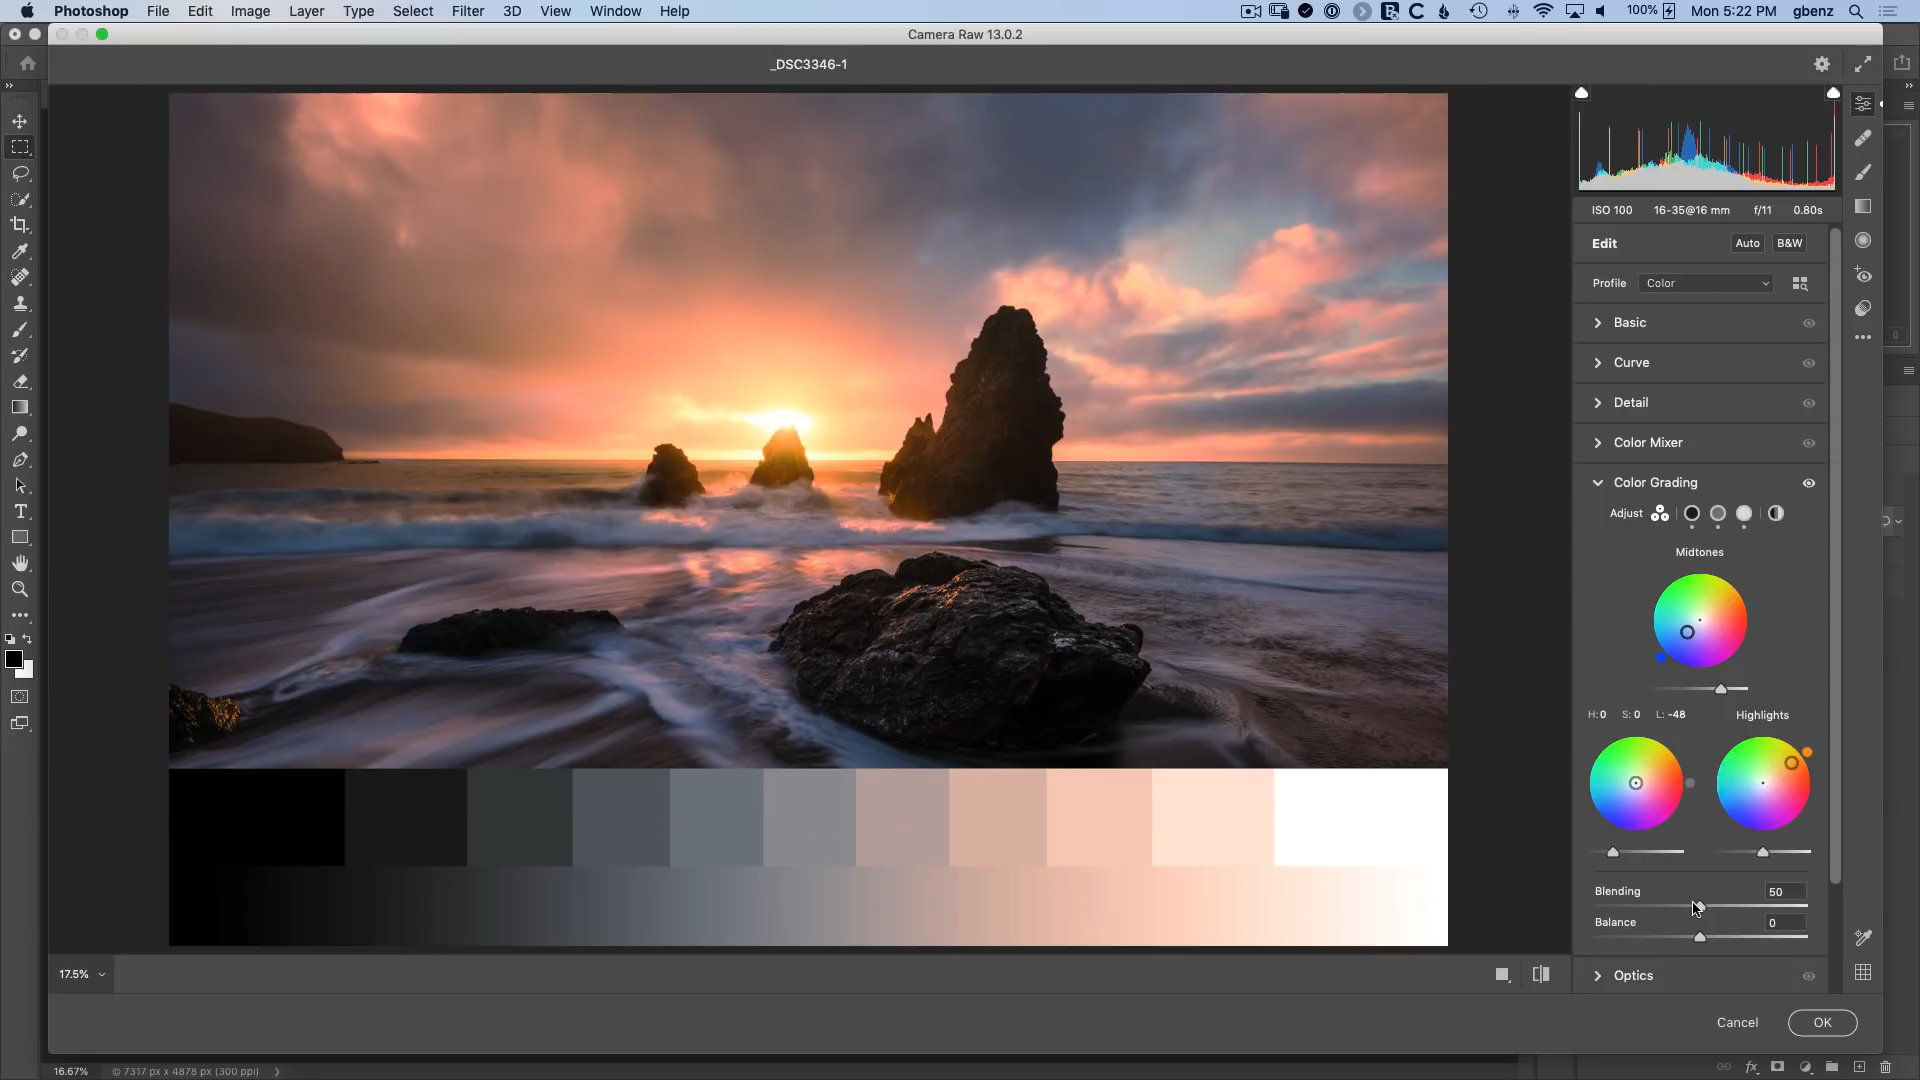 Photoshop File Edit Image Layer Type Select Filter 3D View Window Help 100% Mon 5:22 PM gbenz
Camera Raw 13.0.2
_DSC3346-1
ISO 100 16-35@16 mm f/11 0.80s
Edit Auto B&W
Profile Color
Basic
Curve
Detail
Color Mixer
Color Grading
Adjust
Midtones
H: 0 S: 0 L: -48 Highlights
Blending 50
Balance 0
17.5%
Optics
Cancel OK
16.67% © 7317 px x 4878 px (300 ppi)
fx